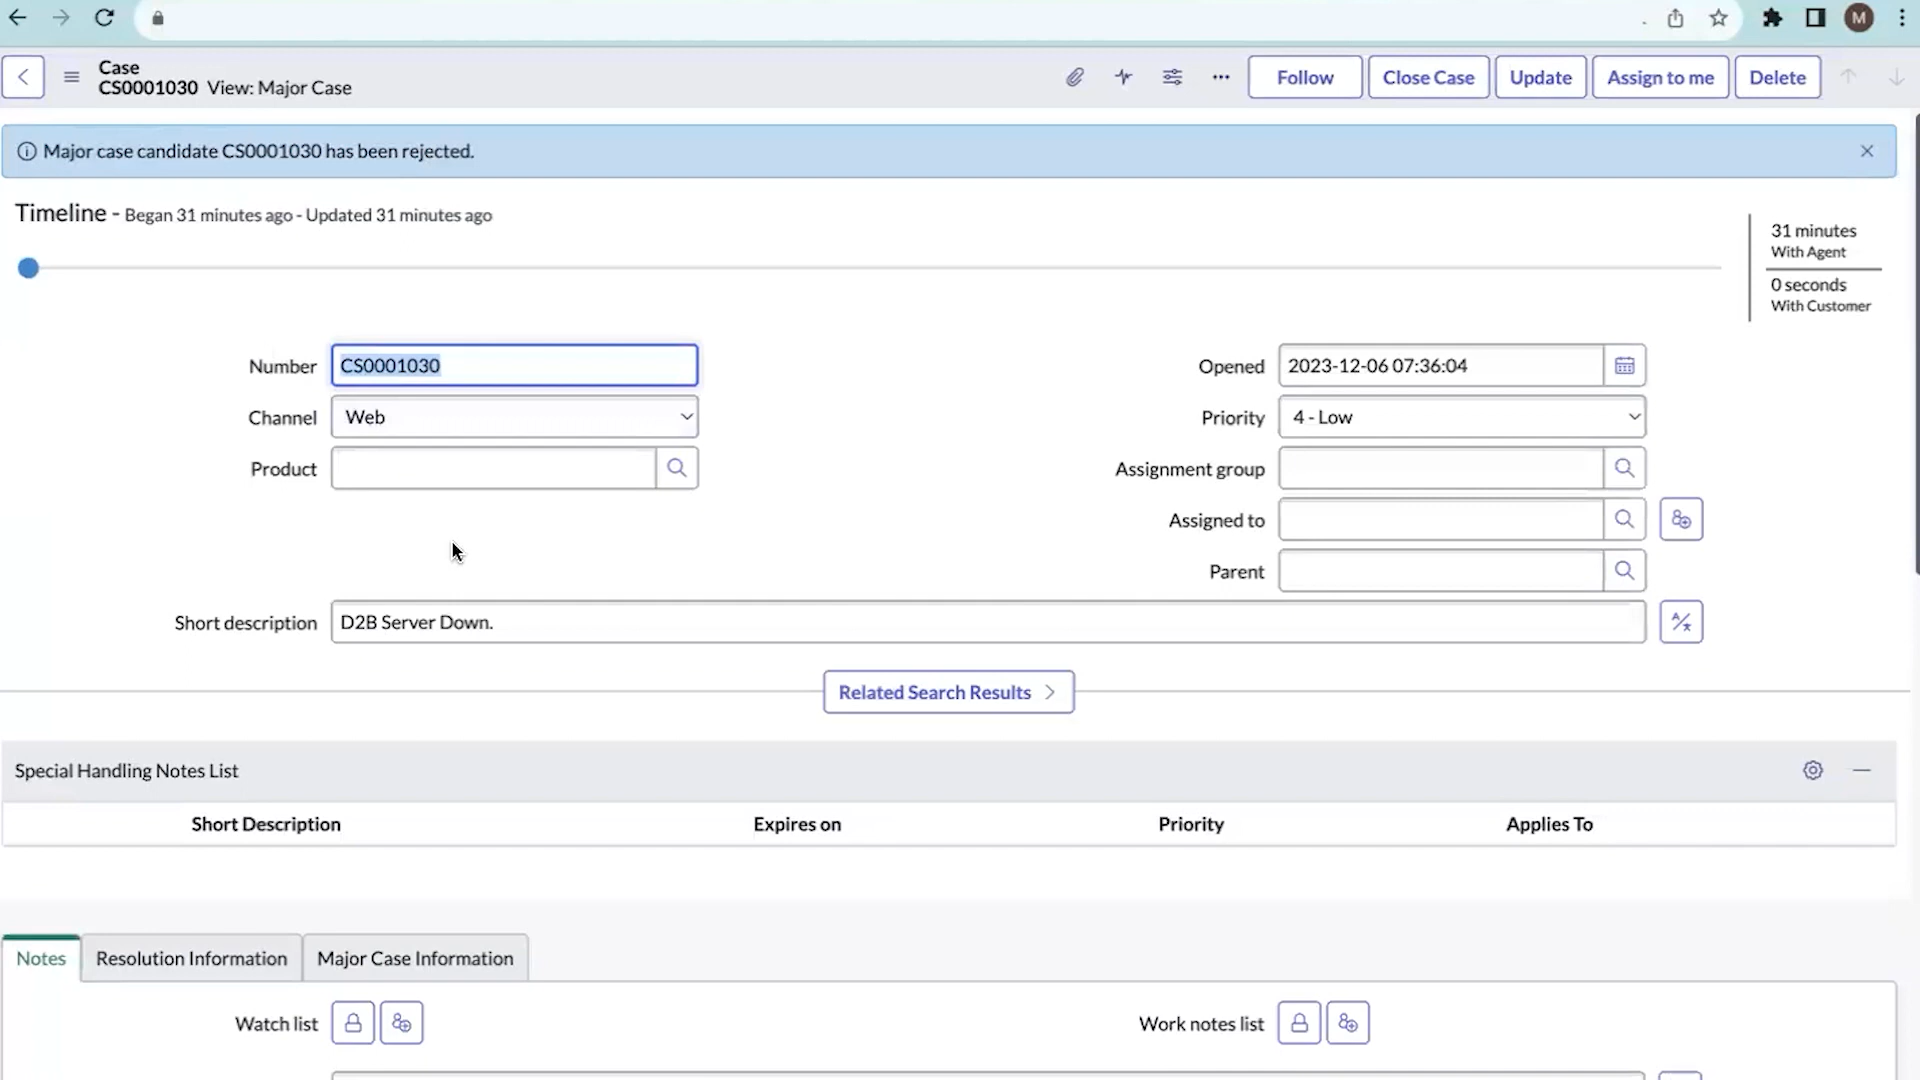 M
Case
CS0001030 View: Major Case
Follow
Close Case
Update
Assign to me
Delete
Major case candidate CS0001030 has been rejected.
Timeline - Began 31 minutes ago - Updated 31 minutes ago
31 minutes
With Agent
0 seconds
With Customer
Number CS0001030
Opened 2023-12-06 07:36:04
Channel Web
Priority 4 - Low
Product
Assignment group
Assigned to
Parent
Short description D2B Server Down.
Related Search Results
Special Handling Notes List
Short Description Expires on Priority Applies To
Notes Resolution Information Major Case Information
Watch list
Work notes list